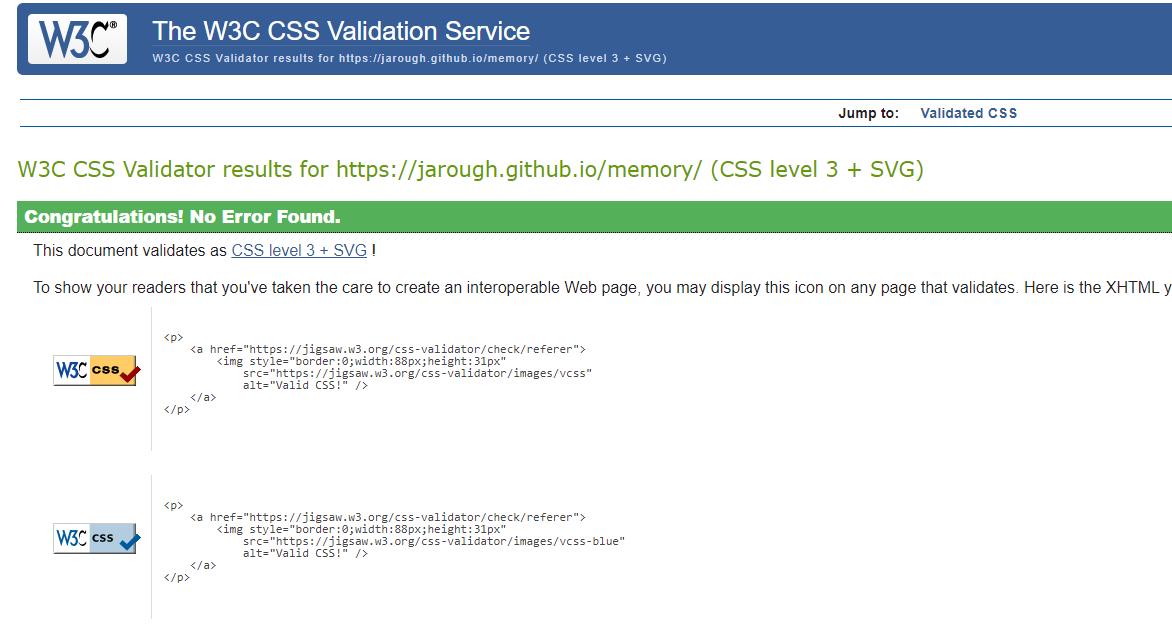 W3C®
The W3C CSS Validation Service
W3C CSS Validator results for https://jarough.github.io/memory/ (CSS level 3 + SVG)
Jump to: Validated CSS
W3C CSS Validator results for https://jarough.github.io/memory/ (CSS level 3 + SVG)
Congratulations! No Error Found.
This document validates as CSS level 3 + SVG !
To show your readers that you've taken the care to create an interoperable Web page, you may display this icon on any page that validates. Here is the XHTML y
W3C css
<p>
<a href="https://jigsaw.w3.org/css-validator/check/referer">
<img style="border:0;width:88px;height:31px"
src="https://jigsaw.w3.org/css-validator/images/vcss"
alt="Valid CSS!" />
</a>
</p>
W3C css
<p>
<a href="https://jigsaw.w3.org/css-validator/check/referer">
<img style="border:0;width:88px;height:31px"
src="https://jigsaw.w3.org/css-validator/images/vcss-blue"
alt="Valid CSS!" />
</a>
</p>